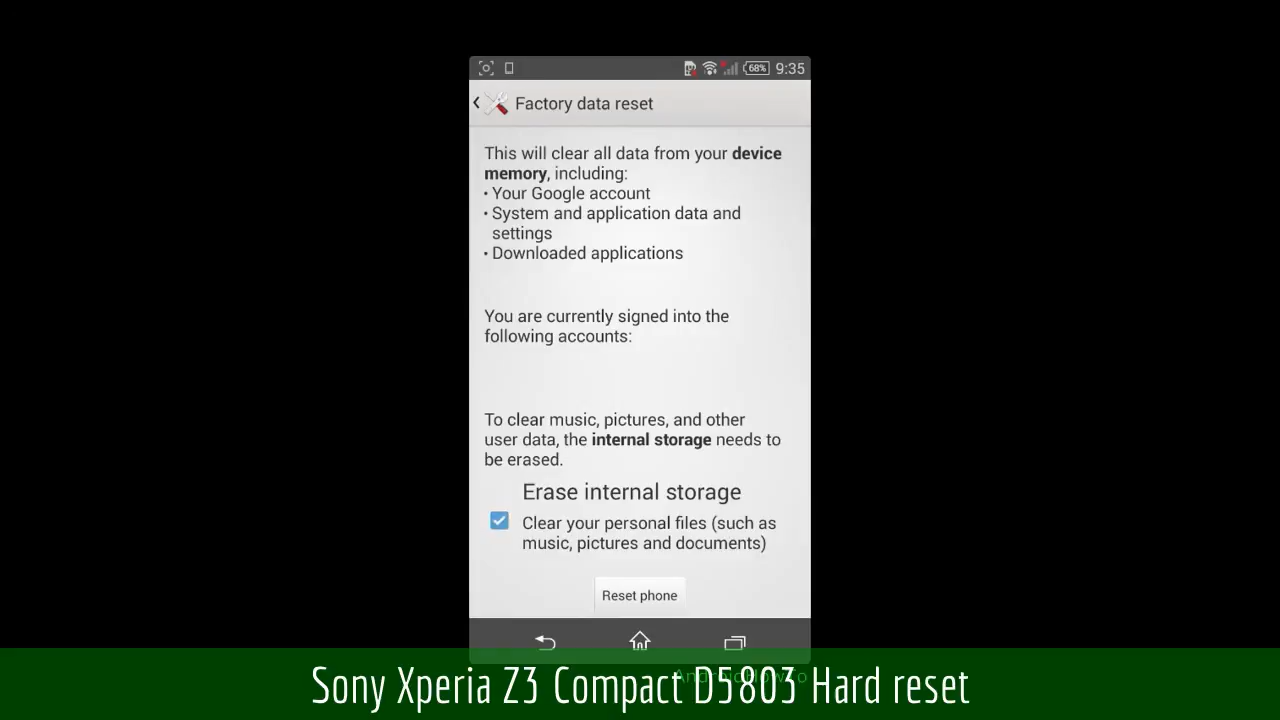 68% 9:35
Factory data reset
This will clear all data from your device
memory, including:
• Your Google account
• System and application data and
settings
• Downloaded applications
You are currently signed into the
following accounts:
To clear music, pictures, and other
user data, the internal storage needs to
be erased.
Erase internal storage
Clear your personal files (such as
music, pictures and documents)
Reset phone
AndroidHowTo
Sony Xperia Z3 Compact D5803 Hard reset